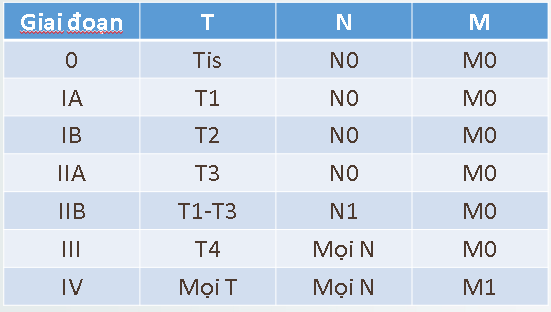 Giai đoạn T N M
0 Tis N0 M0
IA T1 N0 M0
IB T2 N0 M0
IIA T3 N0 M0
IIB T1-T3 N1 M0
III T4 Mọi N M0
IV Mọi T Mọi N M1